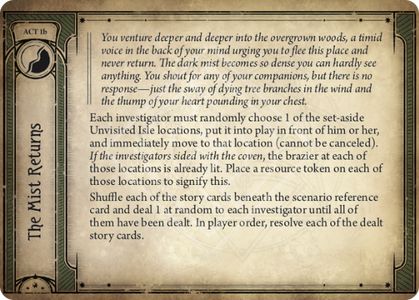 ACT 1b
The Mist Returns
You venture deeper and deeper into the overgrown woods, a timid
voice in the back of your mind urging you to flee this place and
never return. The dark mist becomes so dense you can hardly see
anything. You shout for any of your companions, but there is no
response—just the sway of dying tree branches in the wind and
the thump of your heart pounding in your chest.
Each investigator must randomly choose 1 of the set-aside
Unvisited Isle locations, put it into play in front of him or her,
and immediately move to that location (cannot be canceled).
If the investigators sided with the coven, the brazier at each of
those locations is already lit. Place a resource token on each of
those locations to signify this.
Shuffle each of the story cards beneath the scenario reference
card and deal 1 at random to each investigator until all of
them have been dealt. In player order, resolve each of the dealt
story cards.